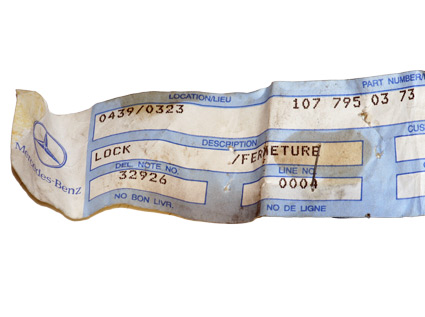 LOCATION/LIEU
PART NUMBER/
0439/0323
107 795 03 73
DESCRIPTION
CUS
LOCK /FERMETURE
DEL. NOTE NO.
LINE NO.
32926
0004
NO BON LIVR.
NO DE LIGNE
Mercedes-Benz